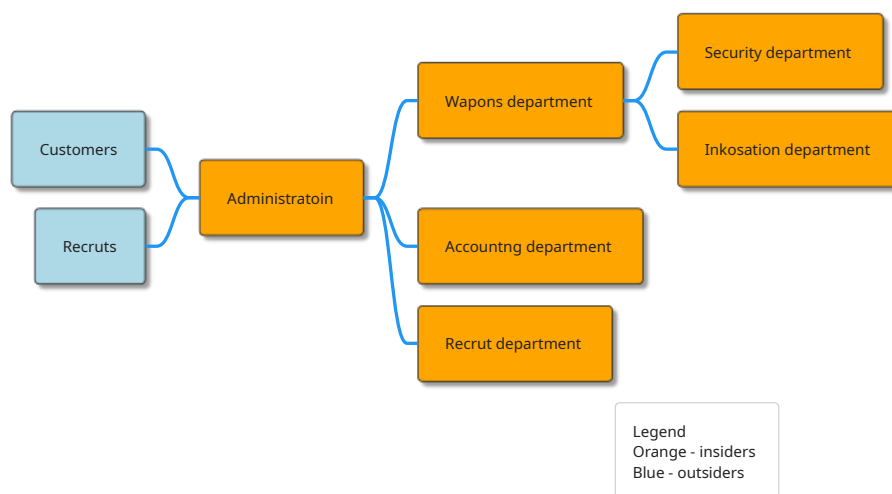 Security department
Wapons department
Customers
Inkosation department
Administratoin
Recruts
Accountng department
Recrut department
Legend
Orange - insiders
Blue - outsiders